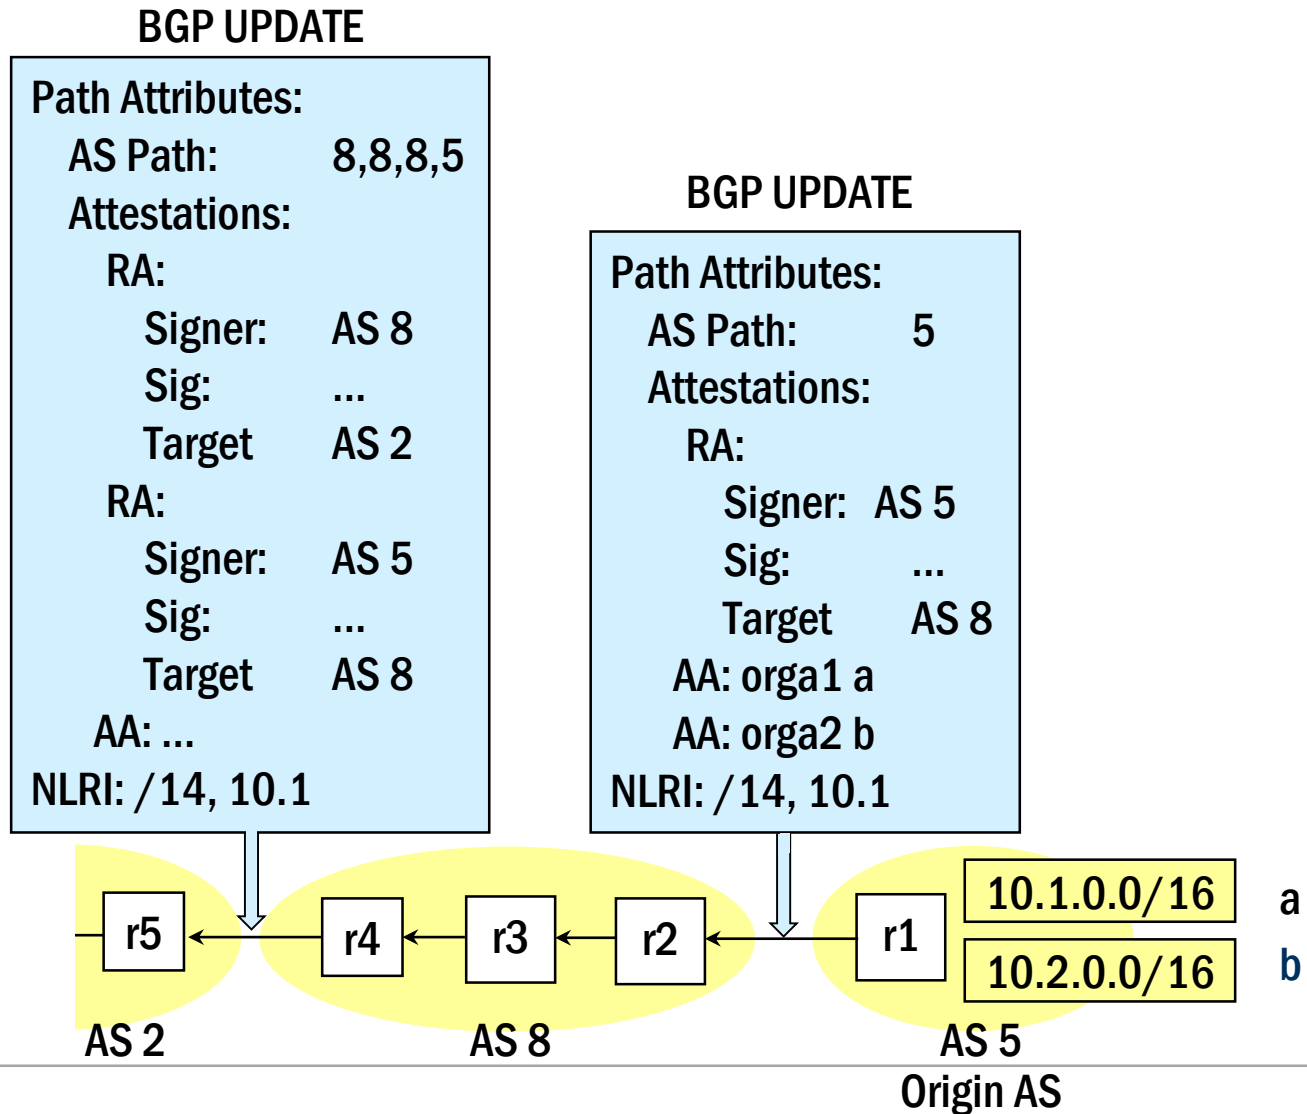 BGP UPDATE
Path Attributes:
AS Path: 8,8,8,5
Attestations:
RA:
Signer: AS 8
Sig: ...
Target AS 2
RA:
Signer: AS 5
Sig: ...
Target AS 8
AA: ...
NLRI: /14, 10.1
BGP UPDATE
Path Attributes:
AS Path: 5
Attestations:
RA:
Signer: AS 5
Sig: ...
Target AS 8
AA: orga1 a
AA: orga2 b
NLRI: /14, 10.1
r5
r4
r3
r2
r1
10.1.0.0/16 a
10.2.0.0/16 b
AS 2
AS 8
AS 5
Origin AS